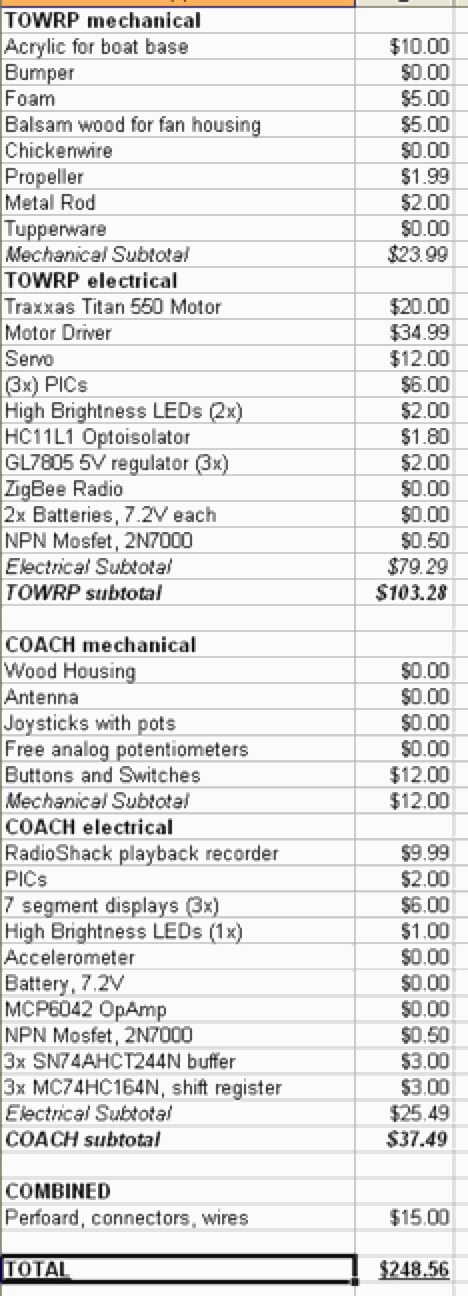 TOWRP mechanical
Acrylic for boat base $10.00
Bumper $0.00
Foam $5.00
Balsam wood for fan housing $5.00
Chickenwire $0.00
Propeller $1.99
Metal Rod $2.00
Tupperware $0.00
Mechanical Subtotal $23.99
TOWRP electrical
Traxxas Titan 550 Motor $20.00
Motor Driver $34.99
Servo $12.00
(3x) PICs $6.00
High Brightness LEDs (2x) $2.00
HC11L1 Optoisolator $1.80
GL7805 5V regulator (3x) $2.00
ZigBee Radio $0.00
2x Batteries, 7.2V each $0.00
NPN Mosfet, 2N7000 $0.50
Electrical Subtotal $79.29
TOWRP subtotal $103.28
COACH mechanical
Wood Housing $0.00
Antenna $0.00
Joysticks with pots $0.00
Free analog potentiometers $0.00
Buttons and Switches $12.00
Mechanical Subtotal $12.00
COACH electrical
RadioShack playback recorder $9.99
PICs $2.00
7 segment displays (3x) $6.00
High Brightness LEDs (1x) $1.00
Accelerometer $0.00
Battery, 7.2V $0.00
MCP6042 OpAmp $0.00
NPN Mosfet, 2N7000 $0.50
3x SN74AHCT244N buffer $3.00
3x MC74HC164N, shift register $3.00
Electrical Subtotal $25.49
COACH subtotal $37.49
COMBINED
Perfoard, connectors, wires $15.00
TOTAL $248.56